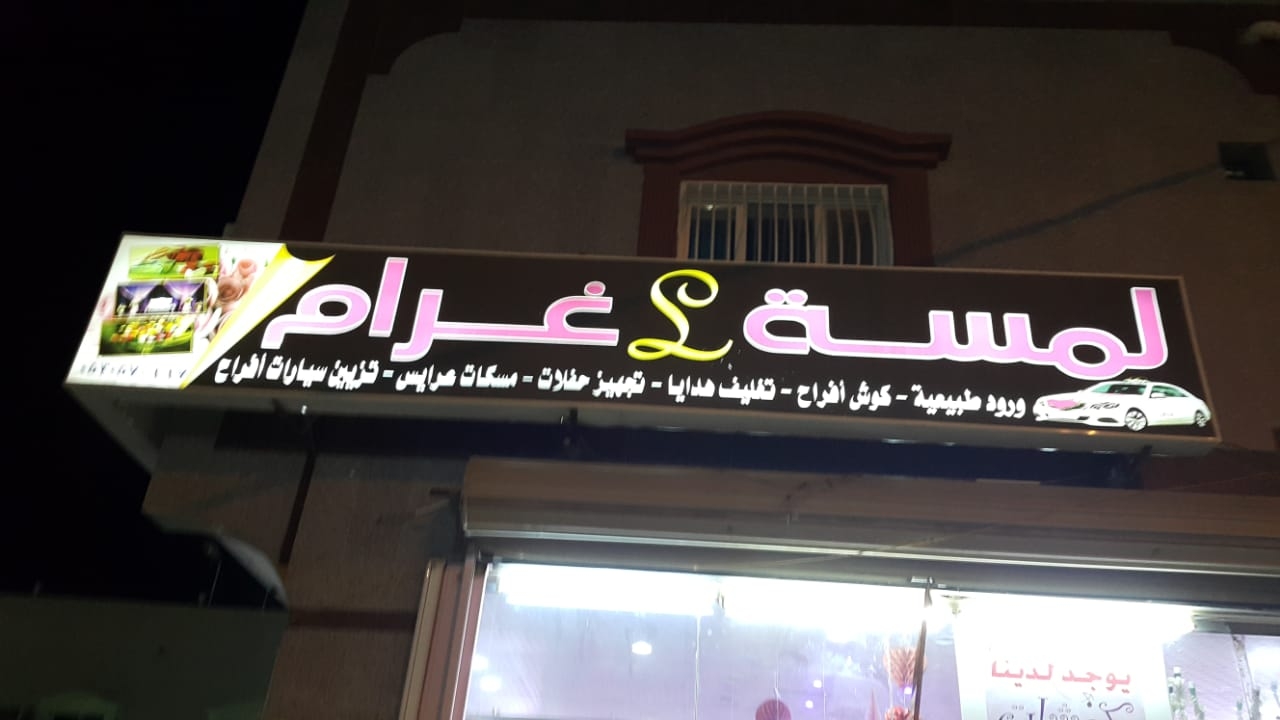 لمسة غرام
ورود طبيعية - كوش أفراح - تغليف هدايا - تجهيز حفلات - مسكات عرايس - تزيين سيارات أفراح
يوجد لدينا